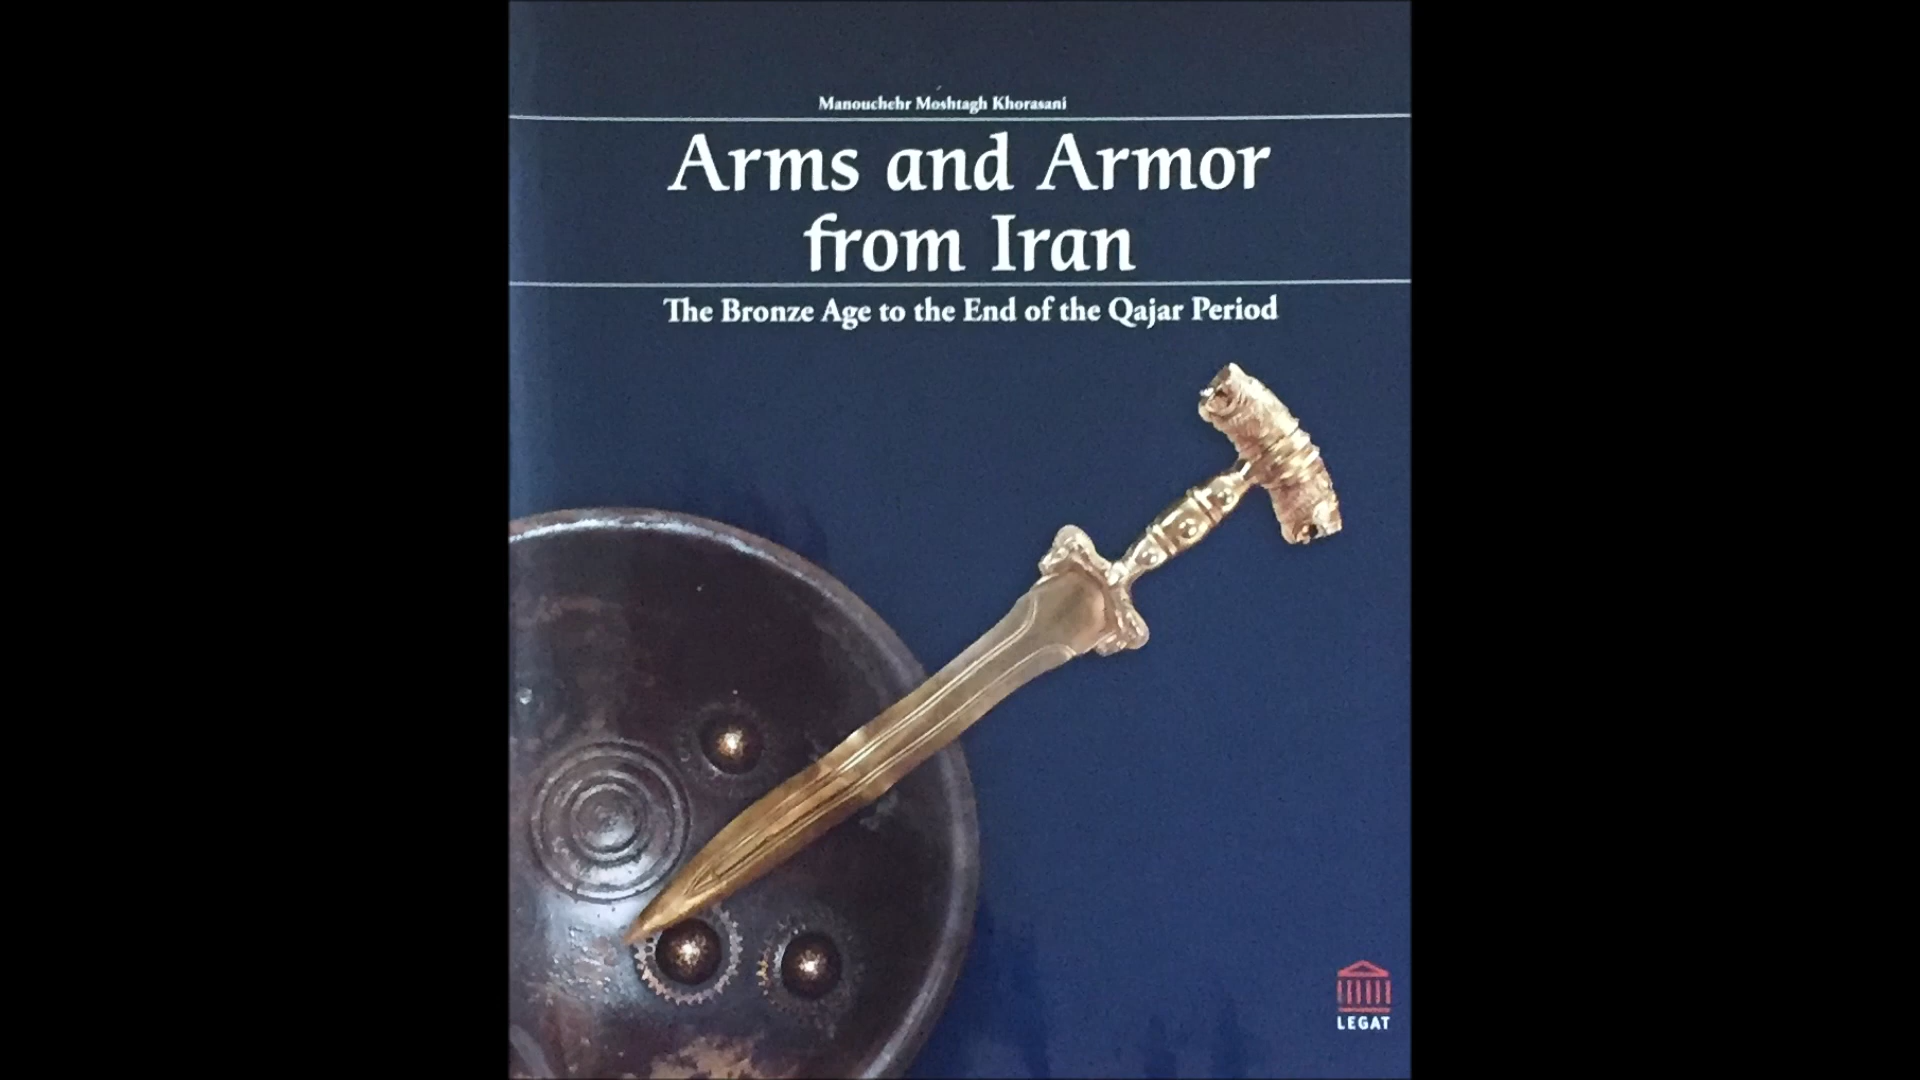 Manouchehr Moshtagh Khorasani
Arms and Armor
from Iran
The Bronze Age to the End of the Qajar Period
LEGAT